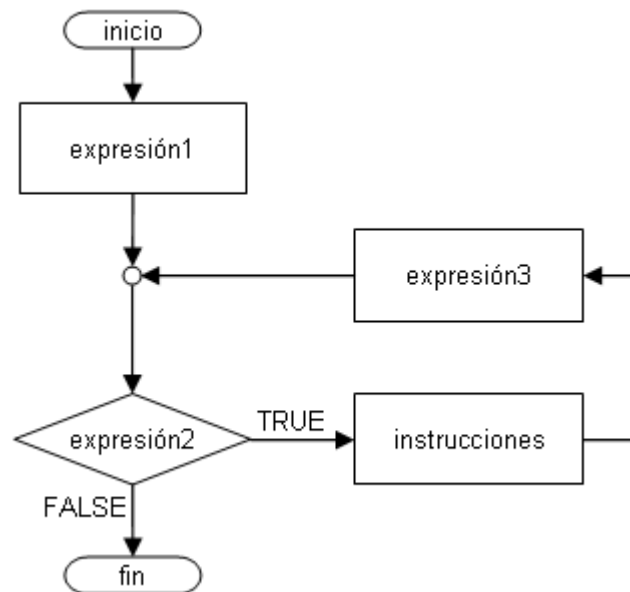 inicio
expresión1
expresión3
expresión2
TRUE
instrucciones
FALSE
fin